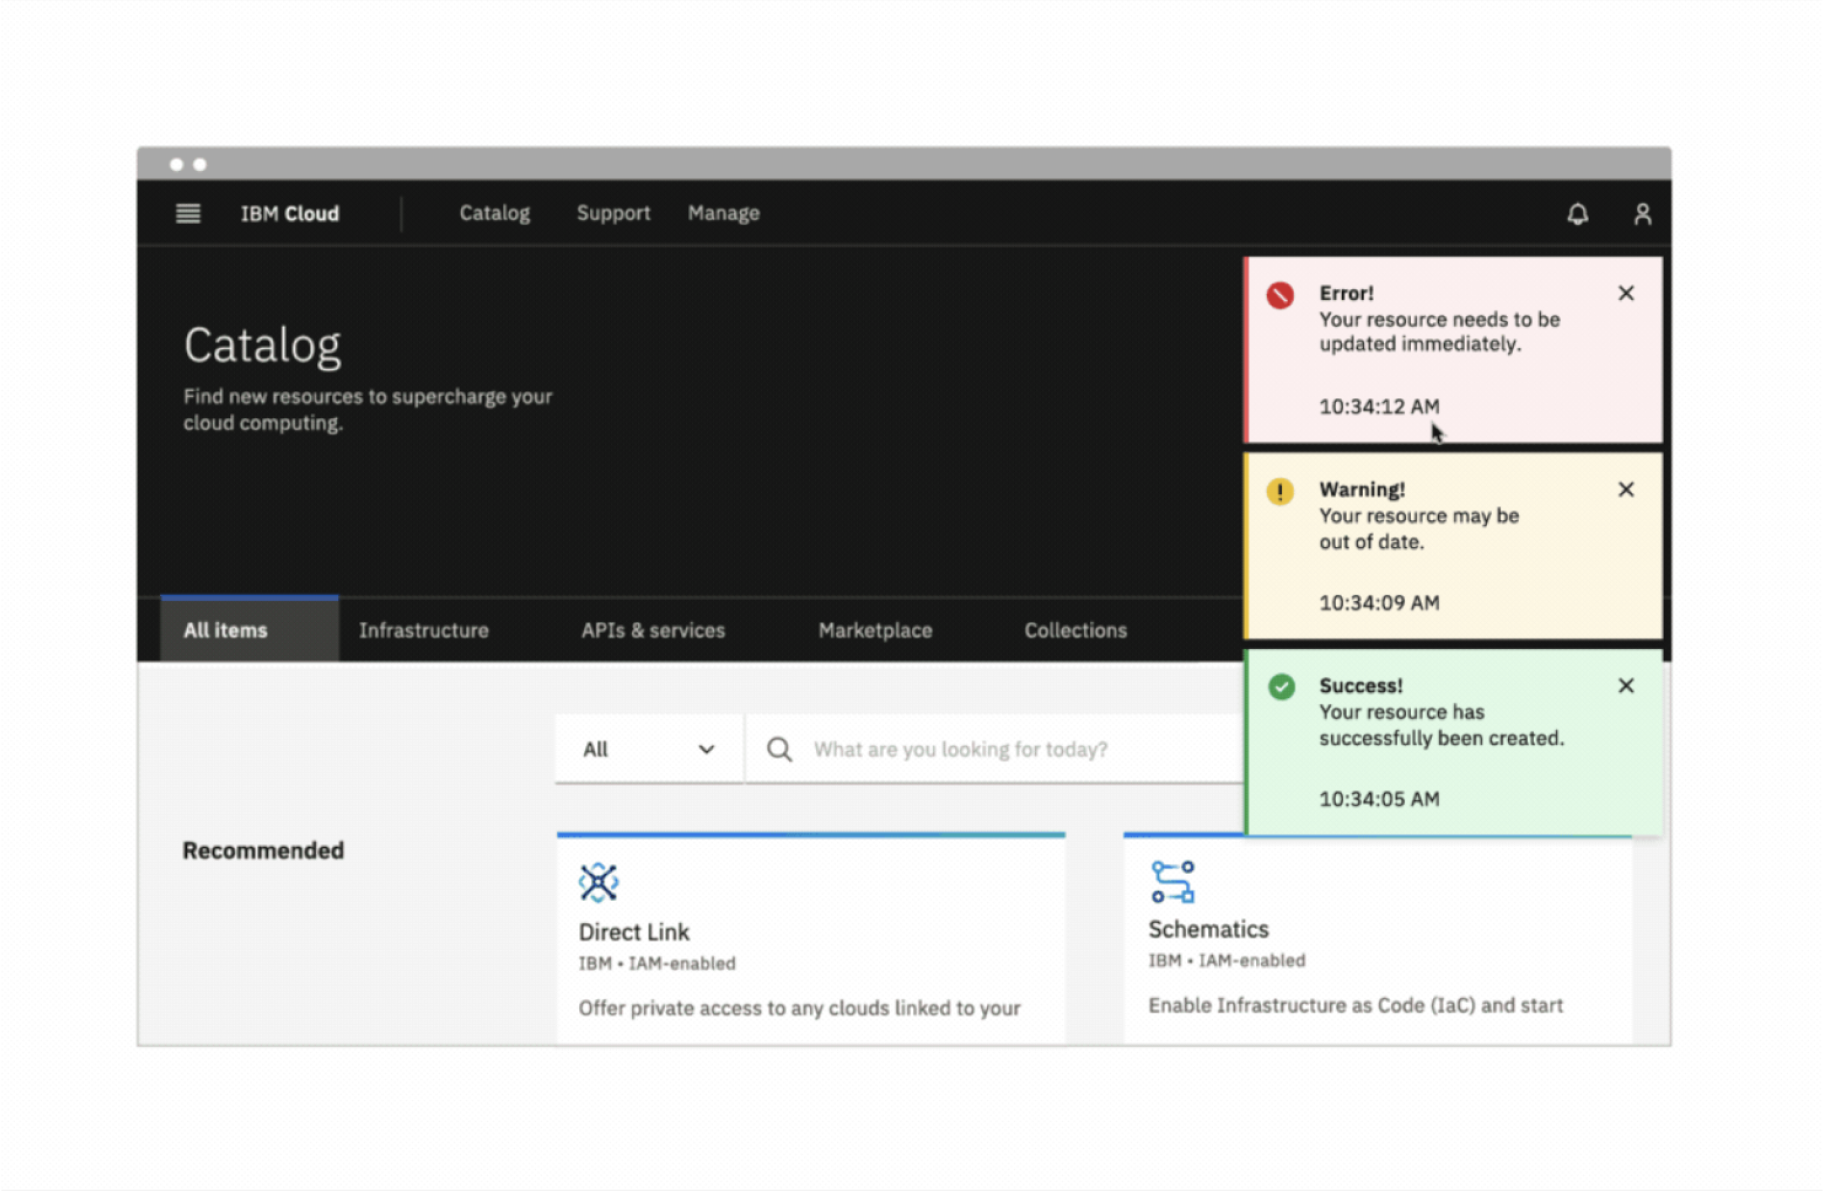 IBM Cloud
Catalog
Support
Manage
Catalog
Find new resources to supercharge your
cloud computing.
Error!
Your resource needs to be
updated immediately.
10:34:12 AM
Warning!
Your resource may be
out of date.
10:34:09 AM
Success!
Your resource has
successfully been created.
10:34:05 AM
All items
Infrastructure
APIs & services
Marketplace
Collections
All
What are you looking for today?
Recommended
Direct Link
IBM • IAM-enabled
Offer private access to any clouds linked to your
Schematics
IBM • IAM-enabled
Enable Infrastructure as Code (IaC) and start